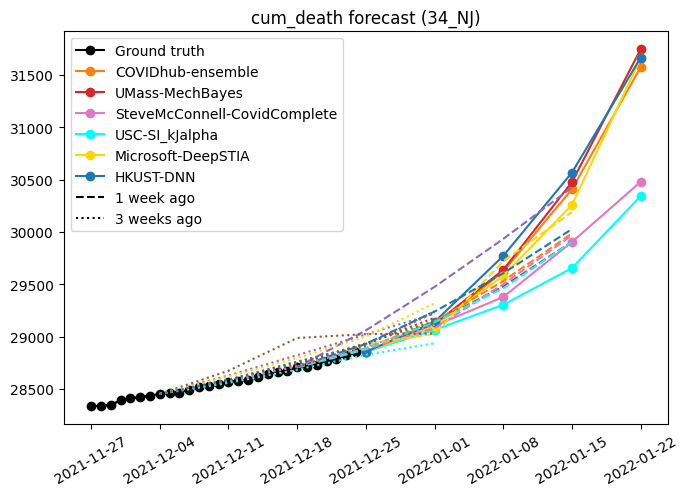 cum_death forecast (34_NJ)
Ground truth
COVIDhub-ensemble
UMass-MechBayes
SteveMcConnell-CovidComplete
USC-SI_kJalpha
Microsoft-DeepSTIA
HKUST-DNN
1 week ago
3 weeks ago
31500
31000
30500
30000
29500
29000
28500
2021-11-27
2021-12-04
2021-12-11
2021-12-18
2021-12-25
2022-01-01
2022-01-08
2022-01-15
2022-01-22